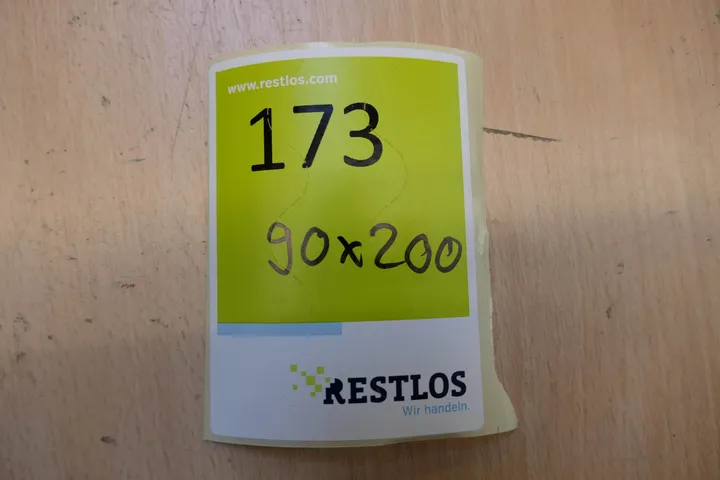 www.restlos.com
173
90x200
RESTLOS
Wir handeln.